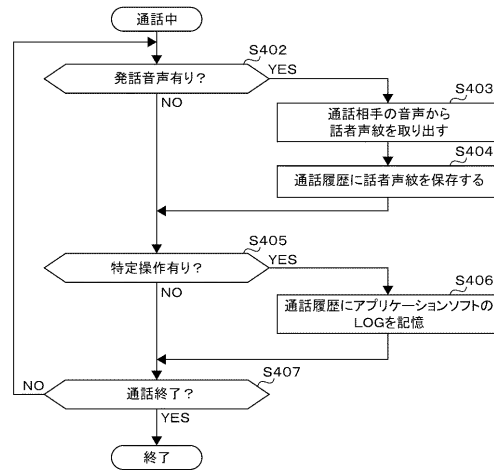 通話中
S402
発話音声有り？
YES
NO
S403
通話相手の音声から
話者声紋を取り出す
S404
通話履歴に話者声紋を保存する
S405
特定操作有り？
YES
NO
S406
通話履歴にアプリケーションソフトの
LOGを記憶
S407
NO
通話終了？
YES
終了